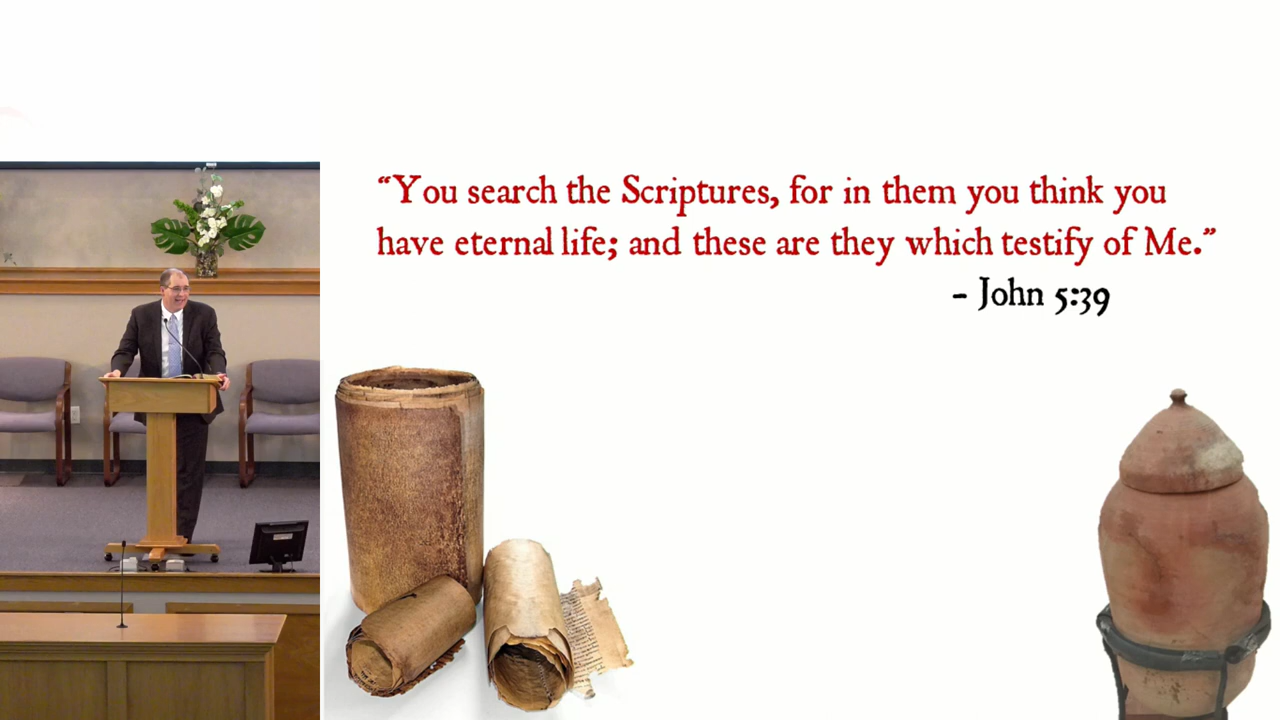 “You search the Scriptures, for in them you think you
have eternal life; and these are they which testify of Me.”
– John 5:39